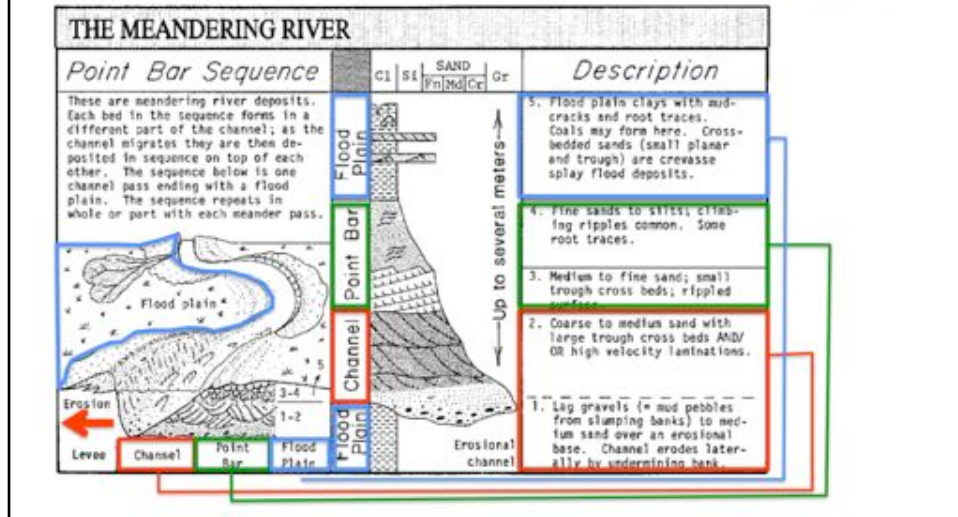 THE MEANDERING RIVER
Point Bar Sequence
Cl Si SAND Gr
Fn Md Cr
Description
These are meandering river deposits.
Each bed in the sequence forms in a
different part of the channel; as the
channel migrates they are then de-
posited in sequence on top of each
other. The sequence below is one
channel pass ending with a flood
plain. The sequence repeats in
whole or part with each meander pass.
Flood plain
5
3-4
1-2
Erosion
Levee
Channel
Point
Bar
Flood
Plain
Flood
Plain
Point Bar
Channel
Flood
Plain
Up to several meters
Erosional
channel
5. Flood plain clays with mud-
cracks and root traces.
Coals may form here. Cross-
bedded sands (small planar
and trough) are crevasse
splay flood deposits.
4. Fine sands to silts; climb-
ing ripples common. Some
root traces.
3. Medium to fine sand; small
trough cross beds; rippled
surface.
2. Coarse to medium sand with
large trough cross beds AND/
OR high velocity laminations.
1. Lag gravels (= mud pebbles
from slumping banks) to med-
ium sand over an erosional
base. Channel erodes later-
ally by undermining bank.